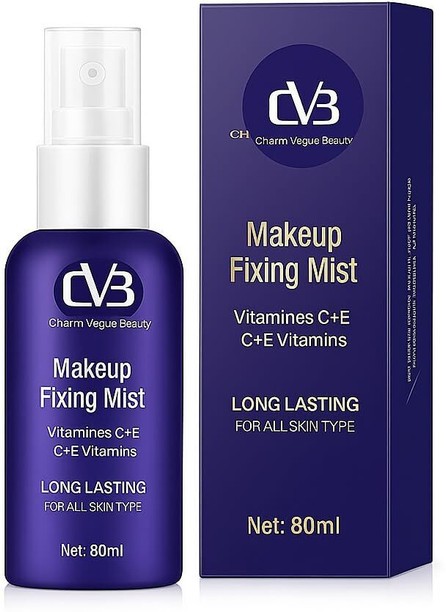 CVB
Charm Vegue Beauty
Makeup
Fixing Mist
Vitamines C+E
C+E Vitamins
LONG LASTING
FOR ALL SKIN TYPE
Net: 80ml
CVB
CH
Charm Vegue Beauty
Makeup
Fixing Mist
Vitamines C+E
C+E Vitamins
LONG LASTING
FOR ALL SKIN TYPE
Net: 80ml